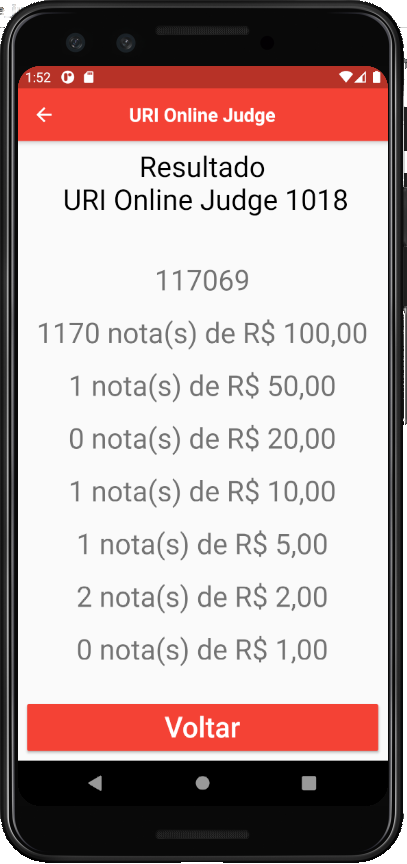 1:52
URI Online Judge
Resultado
URI Online Judge 1018
117069
1170 nota(s) de R$ 100,00
1 nota(s) de R$ 50,00
0 nota(s) de R$ 20,00
1 nota(s) de R$ 10,00
1 nota(s) de R$ 5,00
2 nota(s) de R$ 2,00
0 nota(s) de R$ 1,00
Voltar